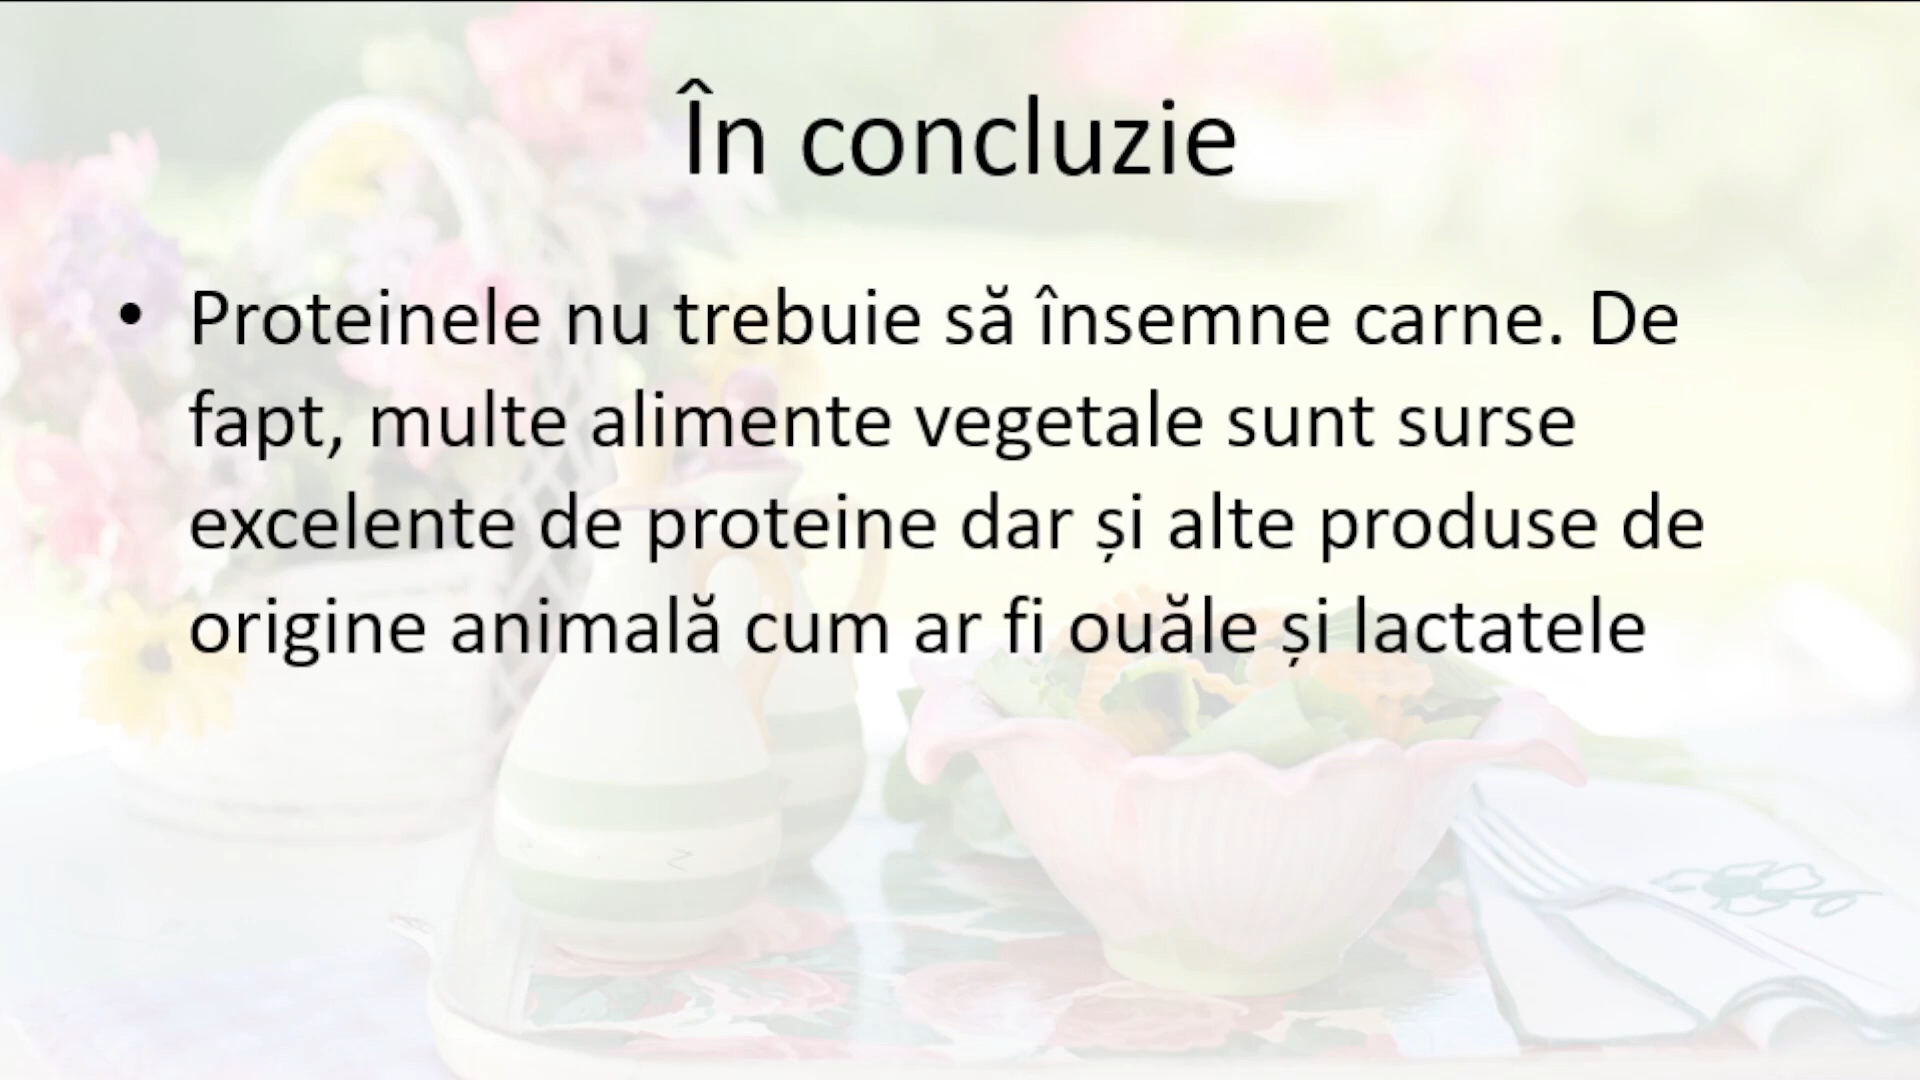 În concluzie
• Proteinele nu trebuie să însemne carne. De
fapt, multe alimente vegetale sunt surse
excelente de proteine dar și alte produse de
origine animală cum ar fi ouăle și lactatele